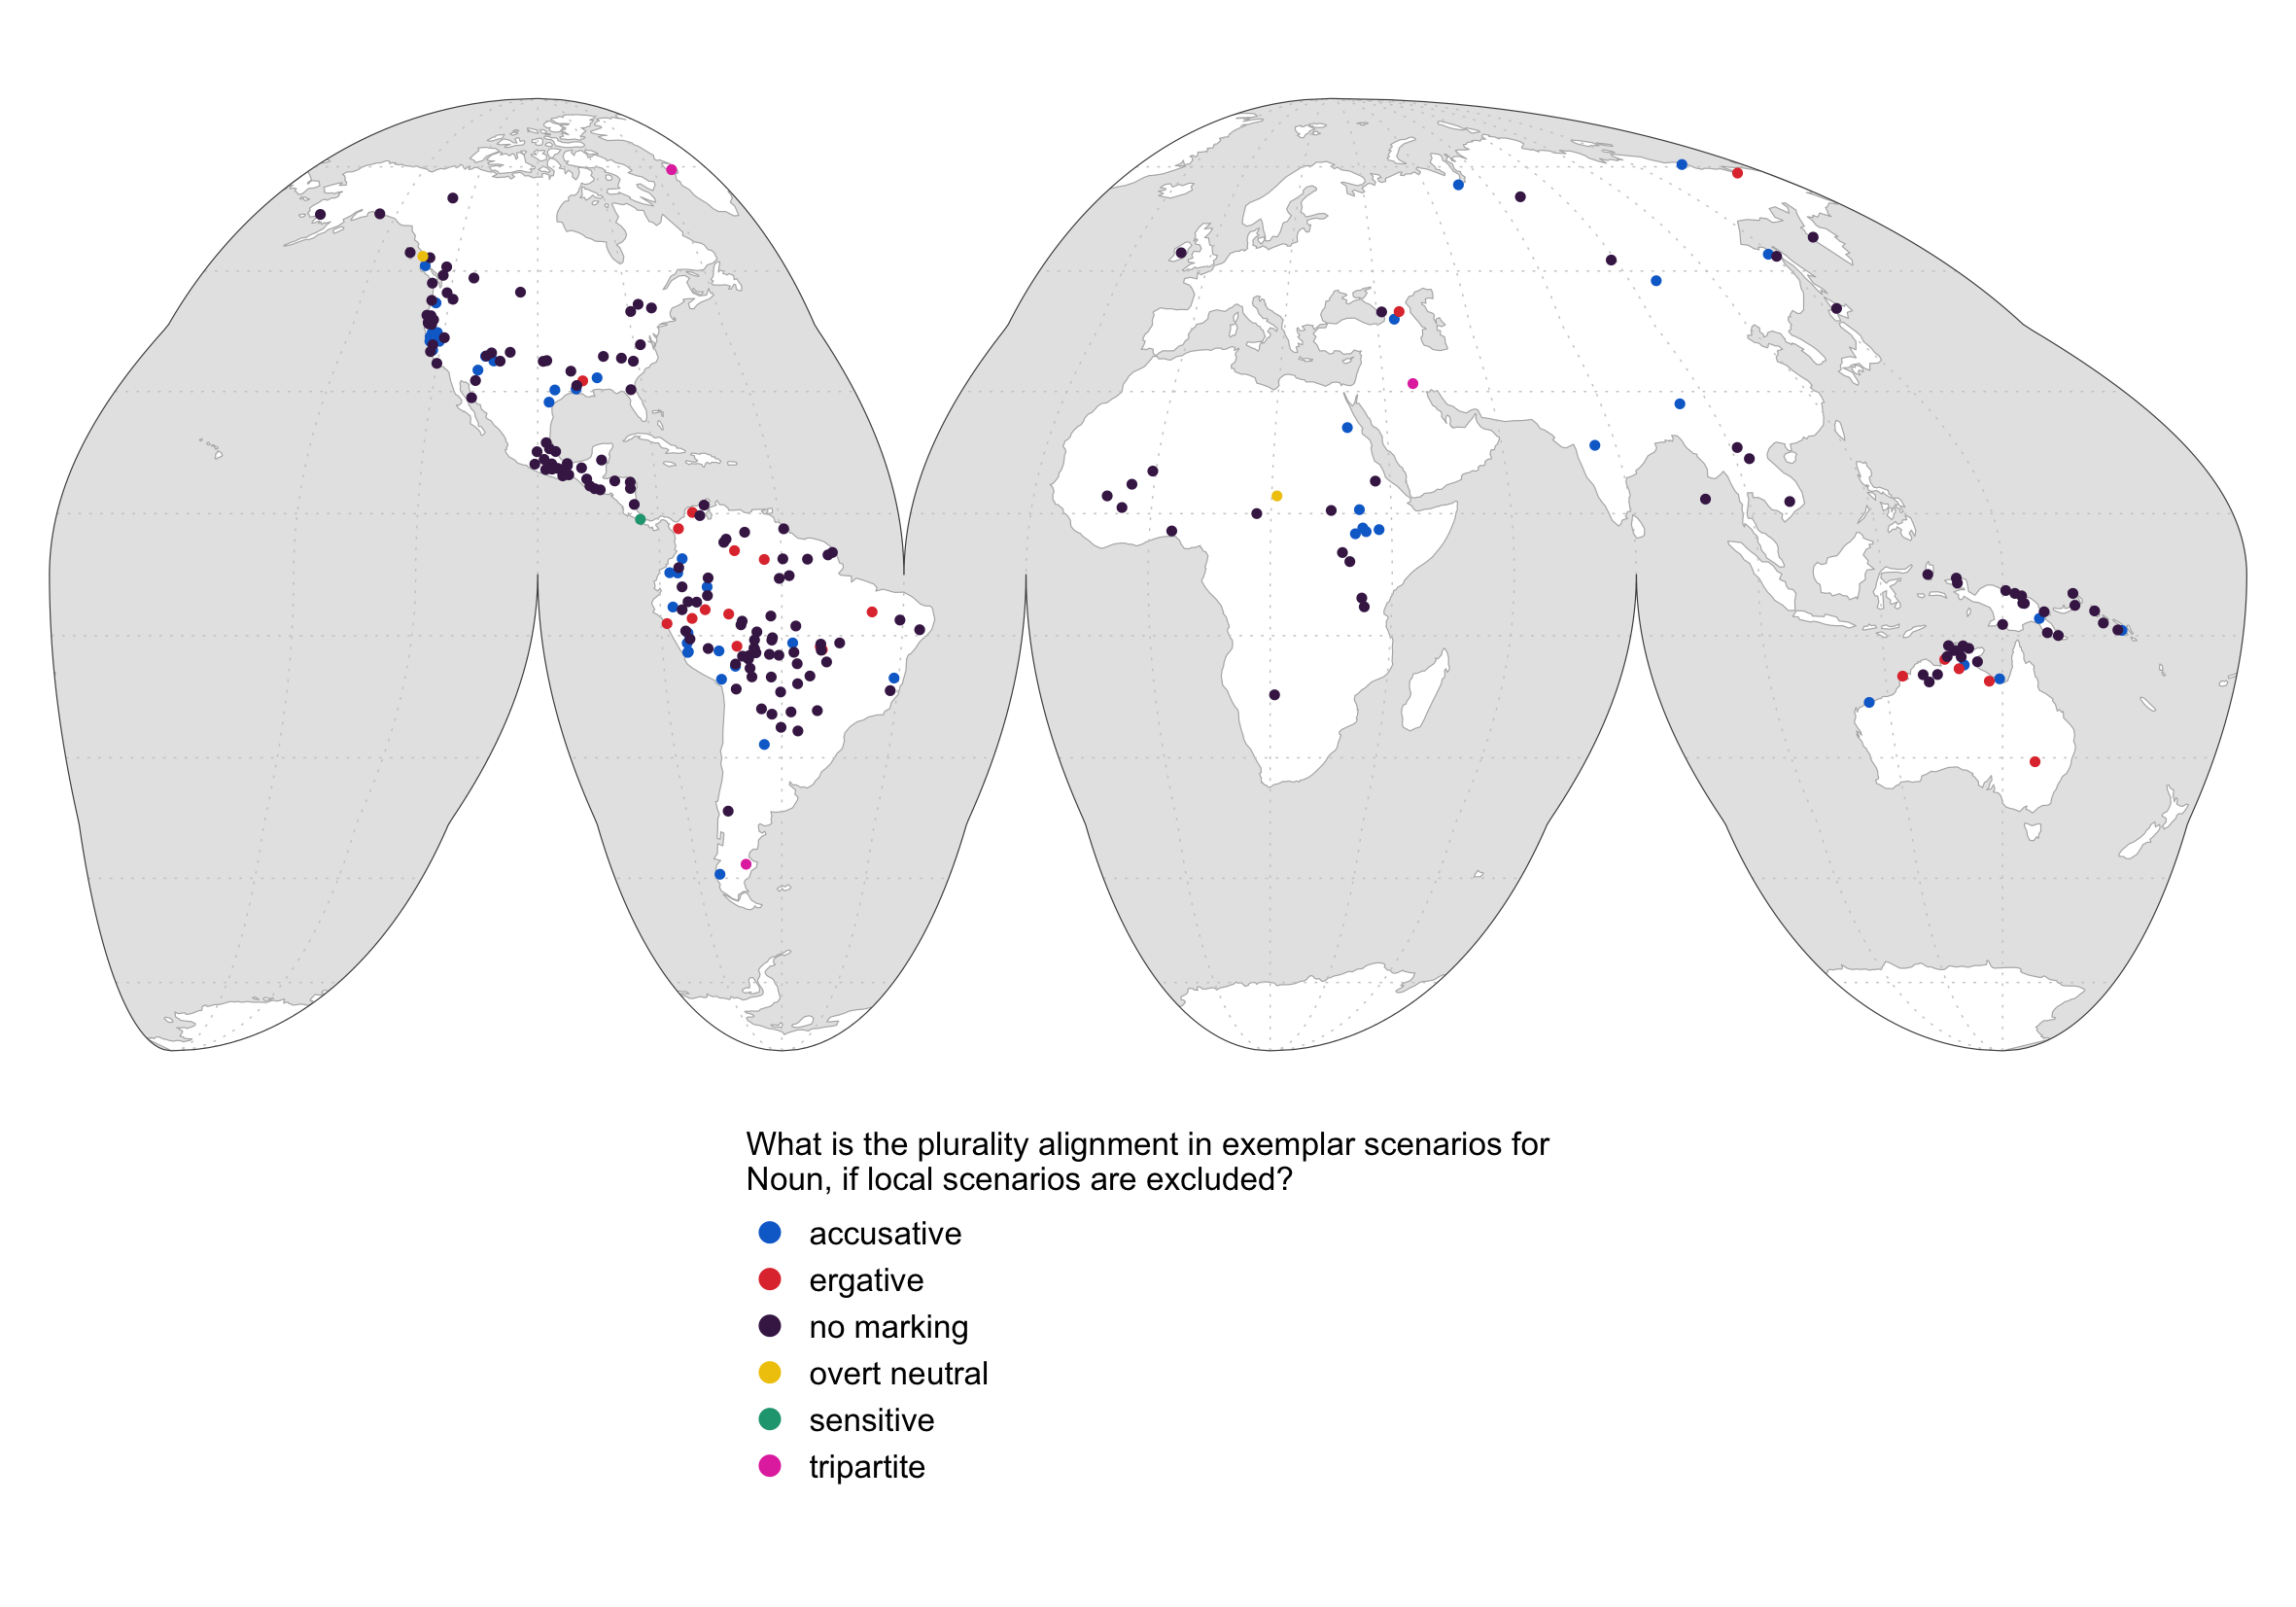 What is the plurality alignment in exemplar scenarios for
Noun, if local scenarios are excluded?
accusative
ergative
no marking
overt neutral
sensitive
tripartite